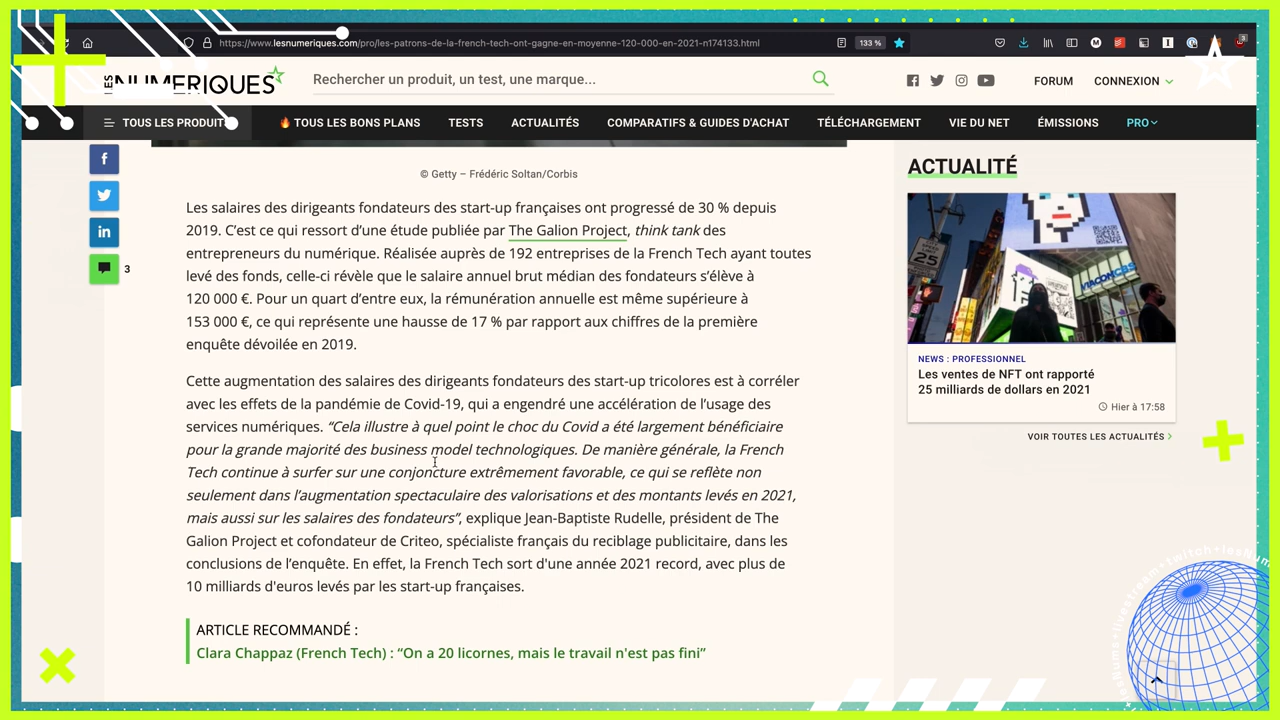 https://www.lesnumeriques.com/pro/les-patrons-de-la-french-tech-ont-gagne-en-moyenne-120-000-en-2021-n174133.html
133 %
3
LES NUMERIQUES
Rechercher un produit, un test, une marque...
FORUM
CONNEXION
TOUS LES PRODUITS
TOUS LES BONS PLANS
TESTS
ACTUALITÉS
COMPARATIFS & GUIDES D'ACHAT
TÉLÉCHARGEMENT
VIE DU NET
ÉMISSIONS
PRO
3
© Getty – Frédéric Soltan/Corbis
Les salaires des dirigeants fondateurs des start-up françaises ont progressé de 30 % depuis
2019. C’est ce qui ressort d’une étude publiée par The Galion Project, think tank des
entrepreneurs du numérique. Réalisée auprès de 192 entreprises de la French Tech ayant toutes
levé des fonds, celle-ci révèle que le salaire annuel brut médian des fondateurs s’élève à
120 000 €. Pour un quart d’entre eux, la rémunération annuelle est même supérieure à
153 000 €, ce qui représente une hausse de 17 % par rapport aux chiffres de la première
enquête dévoilée en 2019.
Cette augmentation des salaires des dirigeants fondateurs des start-up tricolores est à corréler
avec les effets de la pandémie de Covid-19, qui a engendré une accélération de l’usage des
services numériques. “Cela illustre à quel point le choc du Covid a été largement bénéficiaire
pour la grande majorité des business model technologiques. De manière générale, la French
Tech continue à surfer sur une conjoncture extrêmement favorable, ce qui se reflète non
seulement dans l’augmentation spectaculaire des valorisations et des montants levés en 2021,
mais aussi sur les salaires des fondateurs”, explique Jean-Baptiste Rudelle, président de The
Galion Project et cofondateur de Criteo, spécialiste français du reciblage publicitaire, dans les
conclusions de l’enquête. En effet, la French Tech sort d'une année 2021 record, avec plus de
10 milliards d'euros levés par les start-up françaises.
ARTICLE RECOMMANDÉ :
Clara Chappaz (French Tech) : “On a 20 licornes, mais le travail n'est pas fini”
ACTUALITÉ
SPEED
LIMIT
25
VIACOMCBS
NEWS : PROFESSIONNEL
Les ventes de NFT ont rapporté
25 milliards de dollars en 2021
Hier à 17:58
VOIR TOUTES LES ACTUALITÉS
livestream+twitch+lesNum